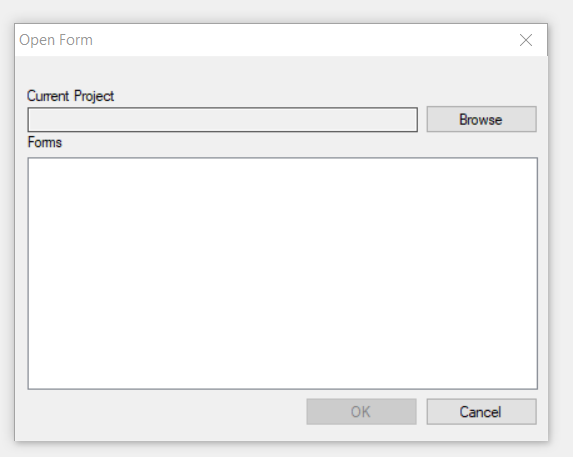 Open Form
Current Project
Browse
Forms
OK
Cancel